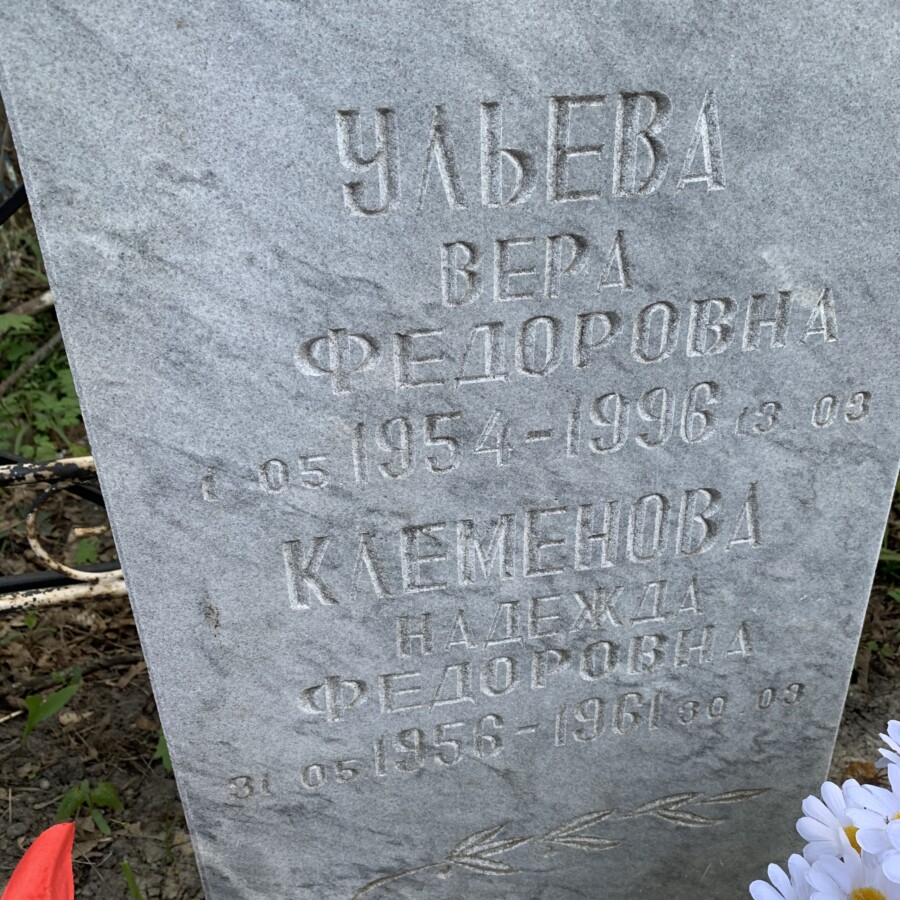 УЛЬЕВА
ВЕРА
ФЕДОРОВНА
1 05 1954-1996 13 03
КЛЕМЕНОВА
НАДЕЖДА
ФЕДОРОВНА
31 05 1956-1961 30 03